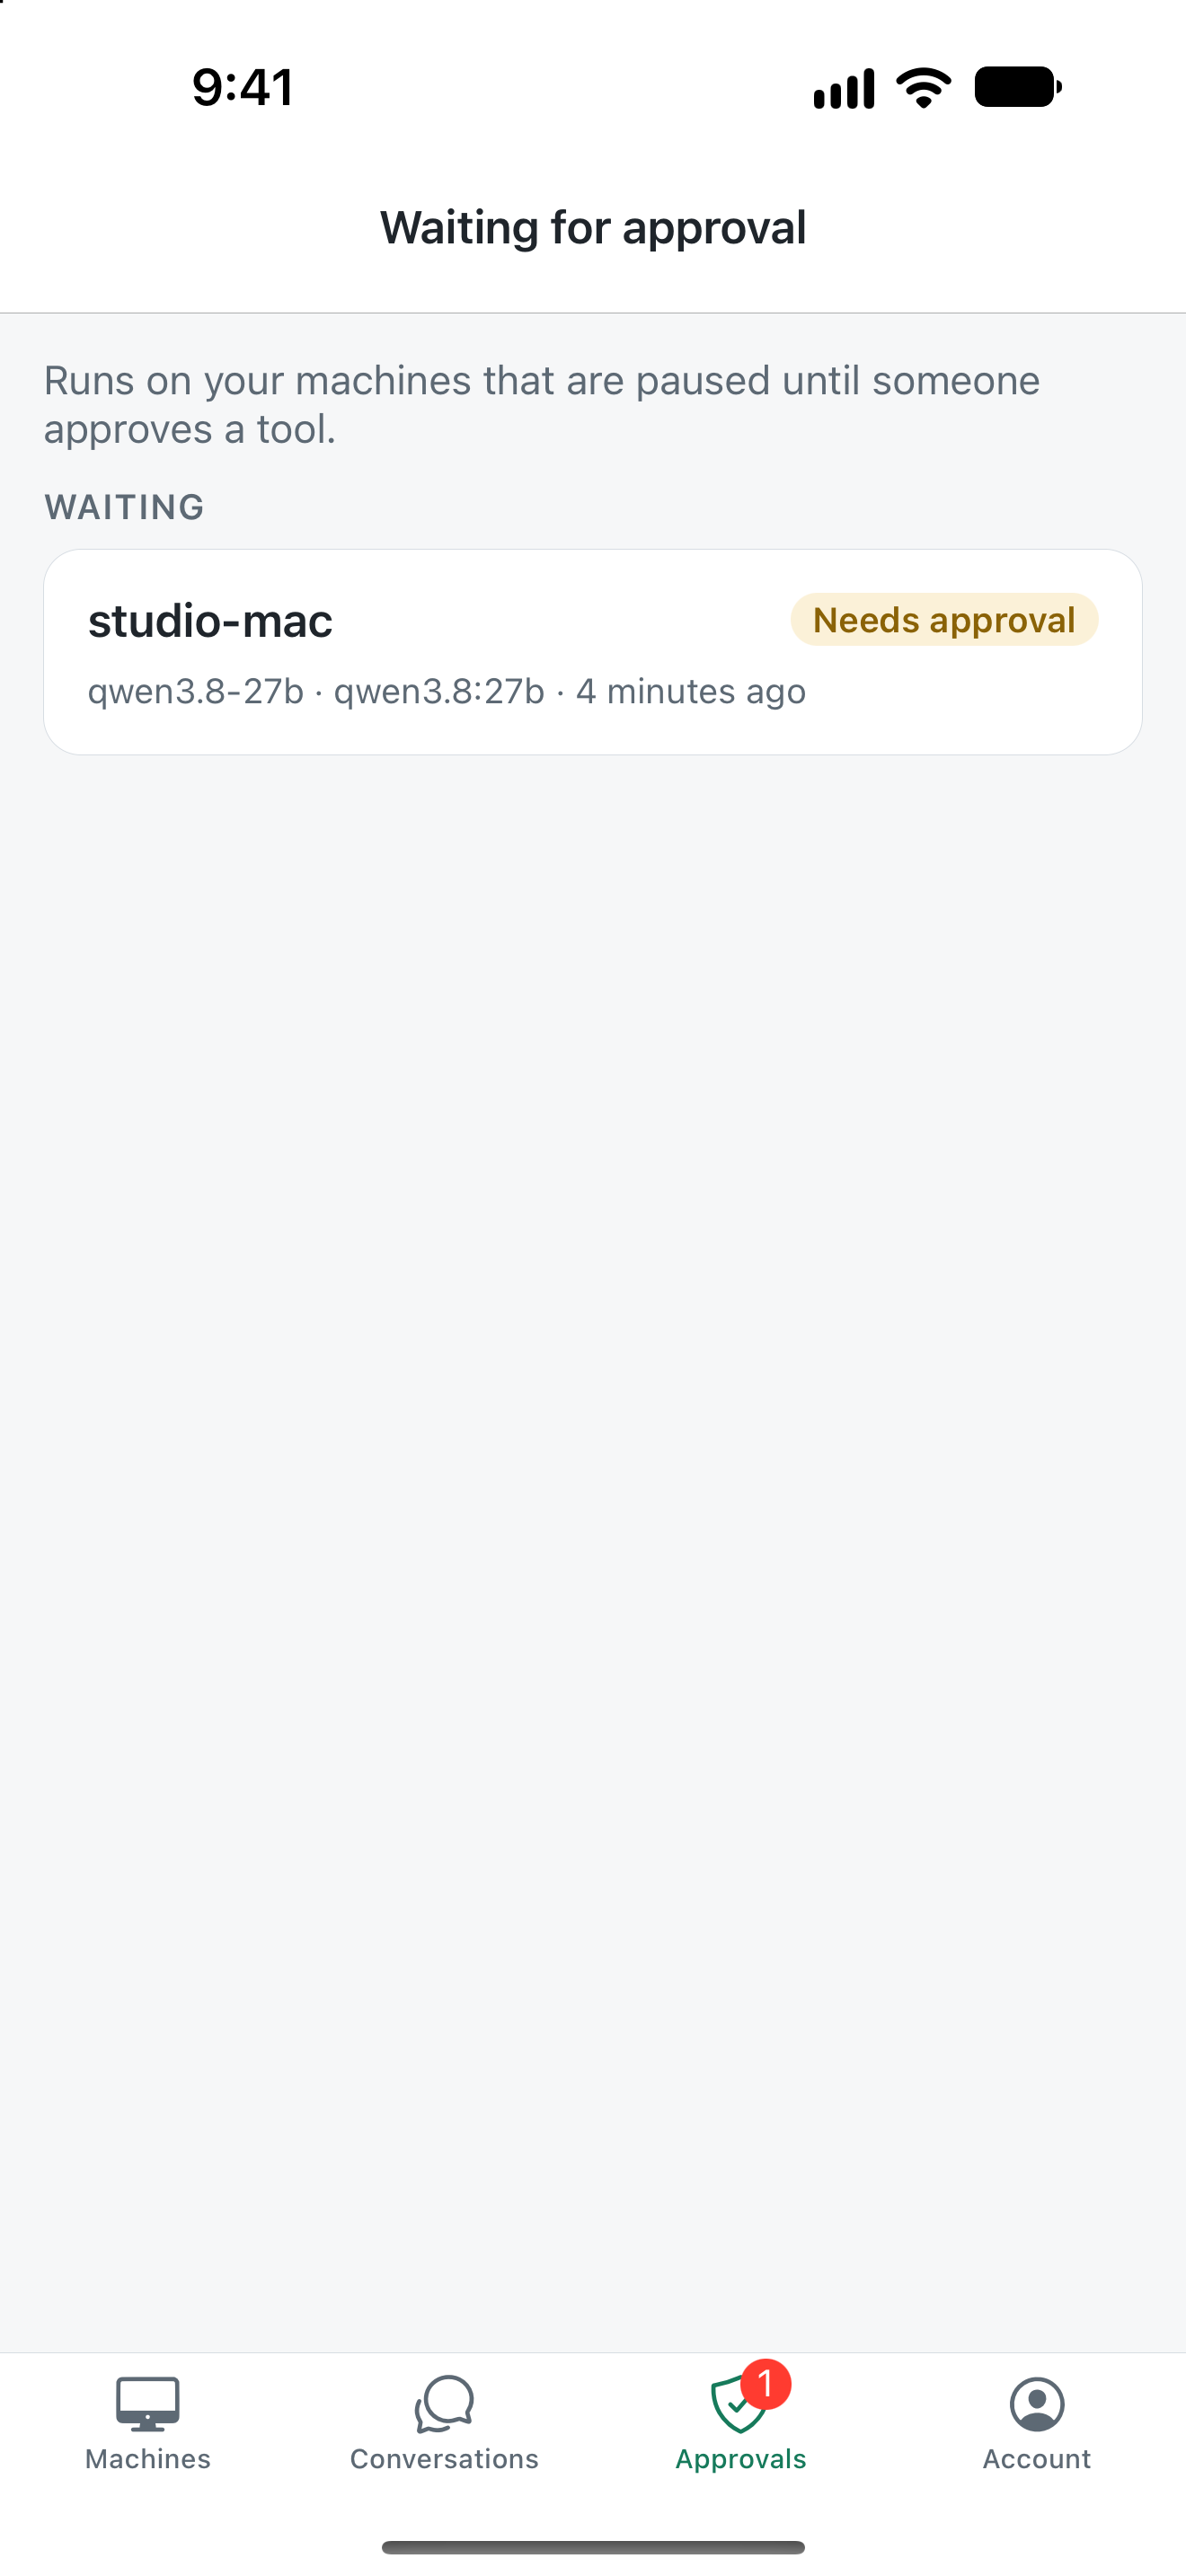 9:41
Waiting for approval
Runs on your machines that are paused until someone
approves a tool.
WAITING
studio-mac
Needs approval
qwen3.8-27b · qwen3.8:27b · 4 minutes ago
1
Machines
Conversations
Approvals
Account